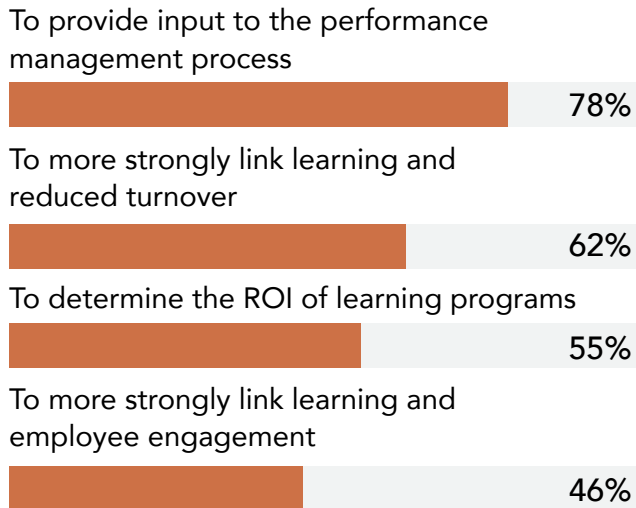 To provide input to the performance
management process
78%
To more strongly link learning and
reduced turnover
62%
To determine the ROI of learning programs
55%
To more strongly link learning and
employee engagement
46%